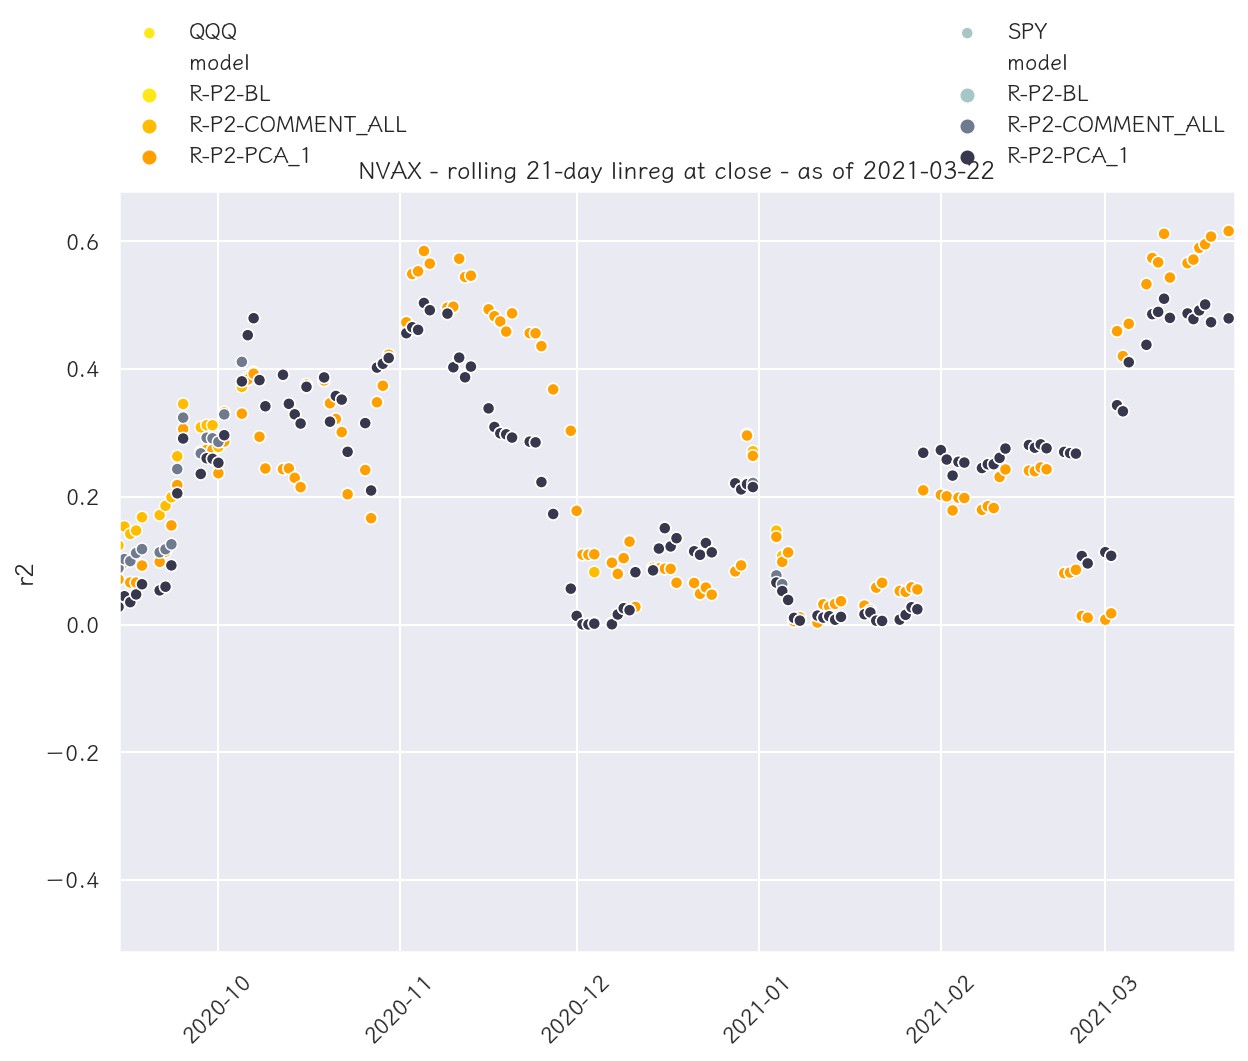 QQQ
model
R-P2-BL
R-P2-COMMENT_ALL
R-P2-PCA_1
SPY
model
R-P2-BL
R-P2-COMMENT_ALL
R-P2-PCA_1
NVAX - rolling 21-day linreg at close - as of 2021-03-22
r2
0.6
0.4
0.2
0.0
−0.2
−0.4
2020-10
2020-11
2020-12
2021-01
2021-02
2021-03